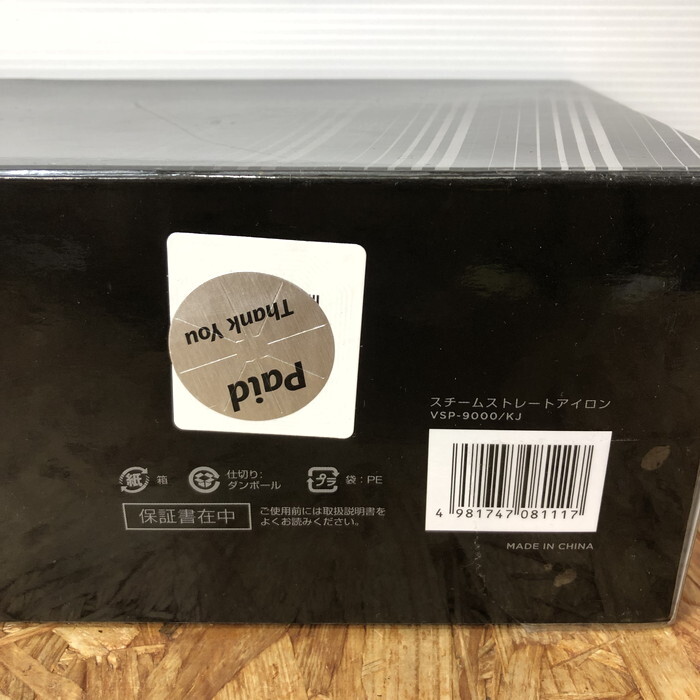 Paid
Thank You
スチームストレートアイロン
VSP-9000/KJ
紙 箱
仕切り:
ダンボール
プラ 袋:PE
保証書在中
ご使用前には取扱説明書を
よくお読みください。
4 981747 081117
MADE IN CHINA